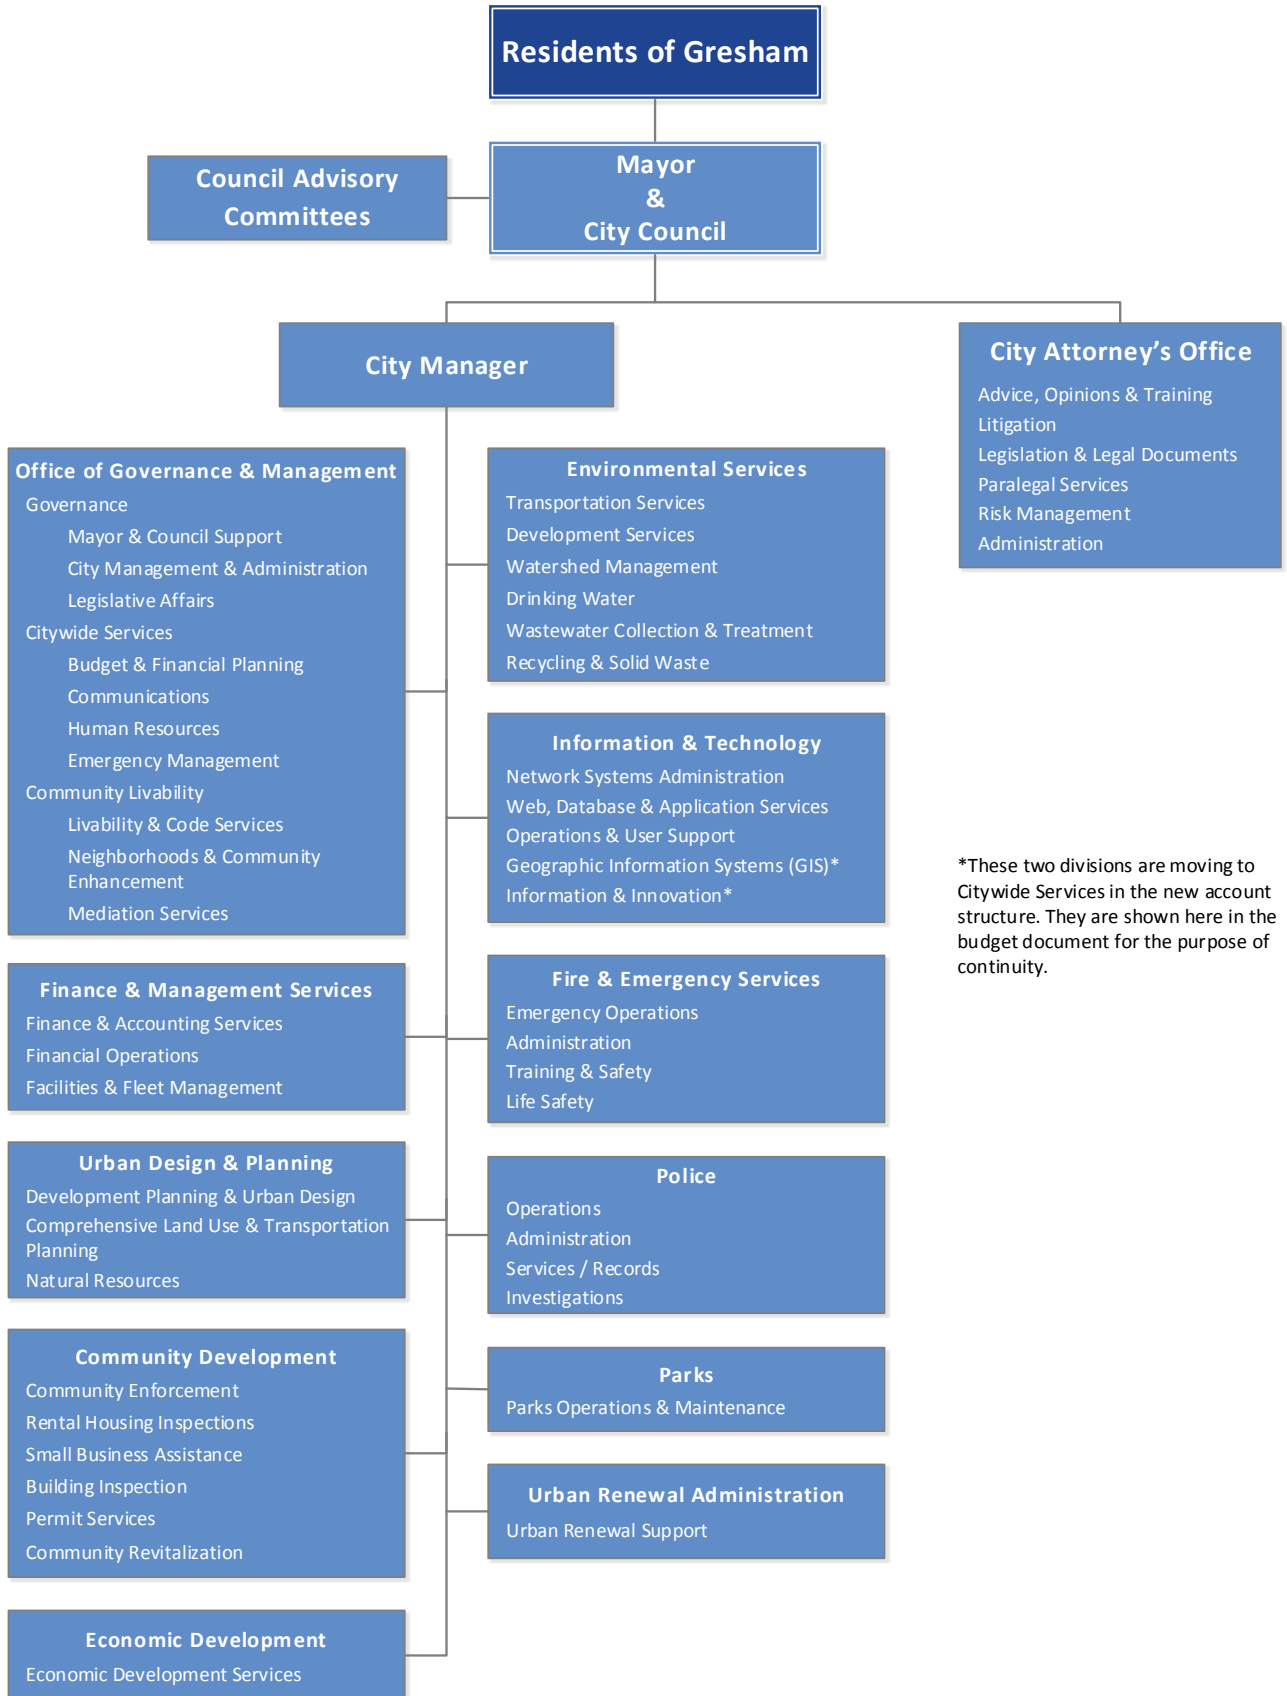 Residents of Gresham
Council Advisory
Committees
Mayor
&
City Council
City Manager
City Attorney's Office
Advice, Opinions & Training
Litigation
Legislation & Legal Documents
Paralegal Services
Risk Management
Administration
Office of Governance & Management
Governance
Mayor & Council Support
City Management & Administration
Legislative Affairs
Citywide Services
Budget & Financial Planning
Communications
Human Resources
Emergency Management
Community Livability
Livability & Code Services
Neighborhoods & Community
Enhancement
Mediation Services
Finance & Management Services
Finance & Accounting Services
Financial Operations
Facilities & Fleet Management
Urban Design & Planning
Development Planning & Urban Design
Comprehensive Land Use & Transportation
Planning
Natural Resources
Community Development
Community Enforcement
Rental Housing Inspections
Small Business Assistance
Building Inspection
Permit Services
Community Revitalization
Economic Development
Economic Development Services
Environmental Services
Transportation Services
Development Services
Watershed Management
Drinking Water
Wastewater Collection & Treatment
Recycling & Solid Waste
Information & Technology
Network Systems Administration
Web, Database & Application Services
Operations & User Support
Geographic Information Systems (GIS)*
Information & Innovation*
Fire & Emergency Services
Emergency Operations
Administration
Training & Safety
Life Safety
Police
Operations
Administration
Services / Records
Investigations
Parks
Parks Operations & Maintenance
Urban Renewal Administration
Urban Renewal Support
*These two divisions are moving to
Citywide Services in the new account
structure. They are shown here in the
budget document for the purpose of
continuity.